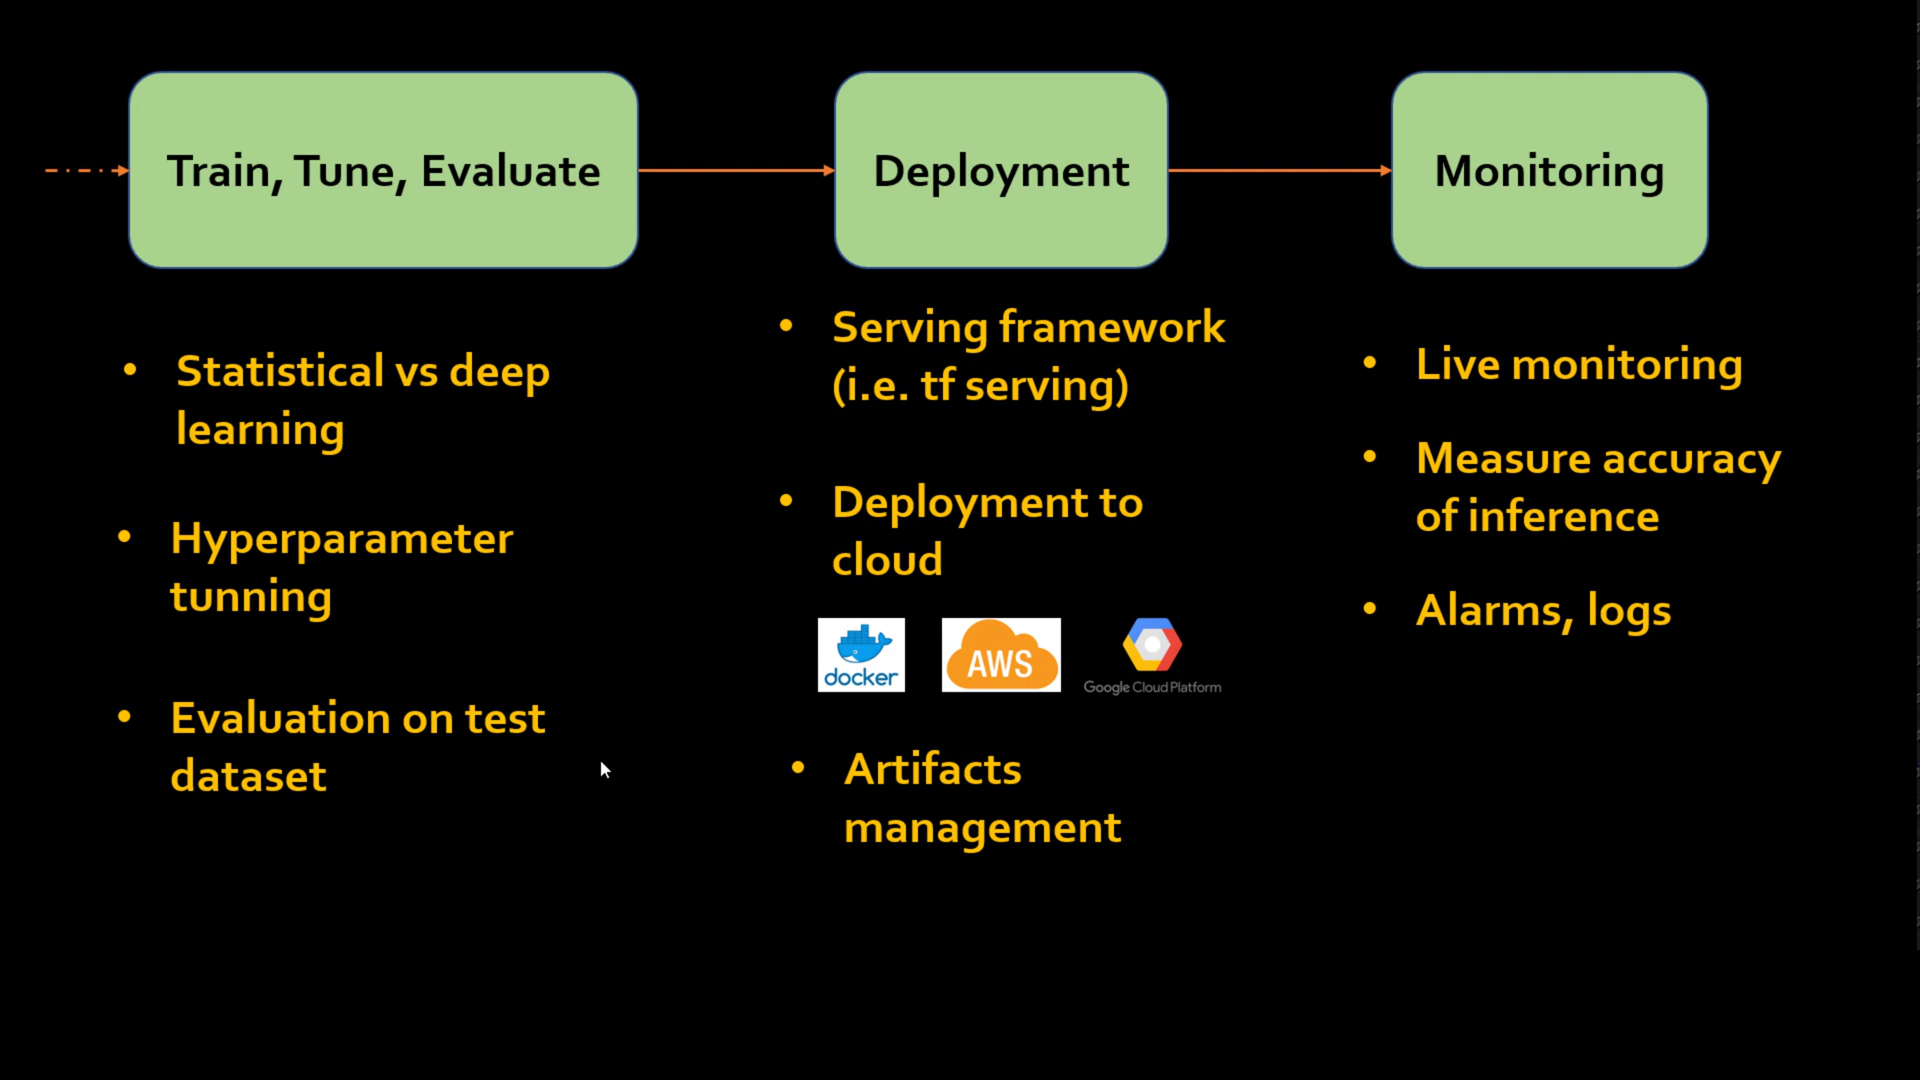 Train, Tune, Evaluate
Deployment
Monitoring
• Statistical vs deep
learning
• Hyperparameter
tunning
• Evaluation on test
dataset
• Serving framework
(i.e. tf serving)
• Deployment to
cloud
docker
AWS
Google Cloud Platform
• Artifacts
management
• Live monitoring
• Measure accuracy
of inference
• Alarms, logs